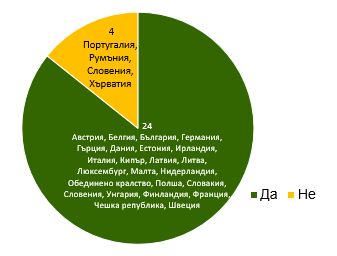 4
Португалия,
Румъния,
Словения,
Хърватия
24
Австрия, Белгия, България, Германия,
Гърция, Дания, Естония, Ирландия,
Италия, Кипър, Латвия, Литва,
Люксембург, Малта, Нидерландия,
Обединено кралство, Полша, Словакия,
Словения, Унгария, Финландия, Франция,
Чешка република, Швеция
Да
Не